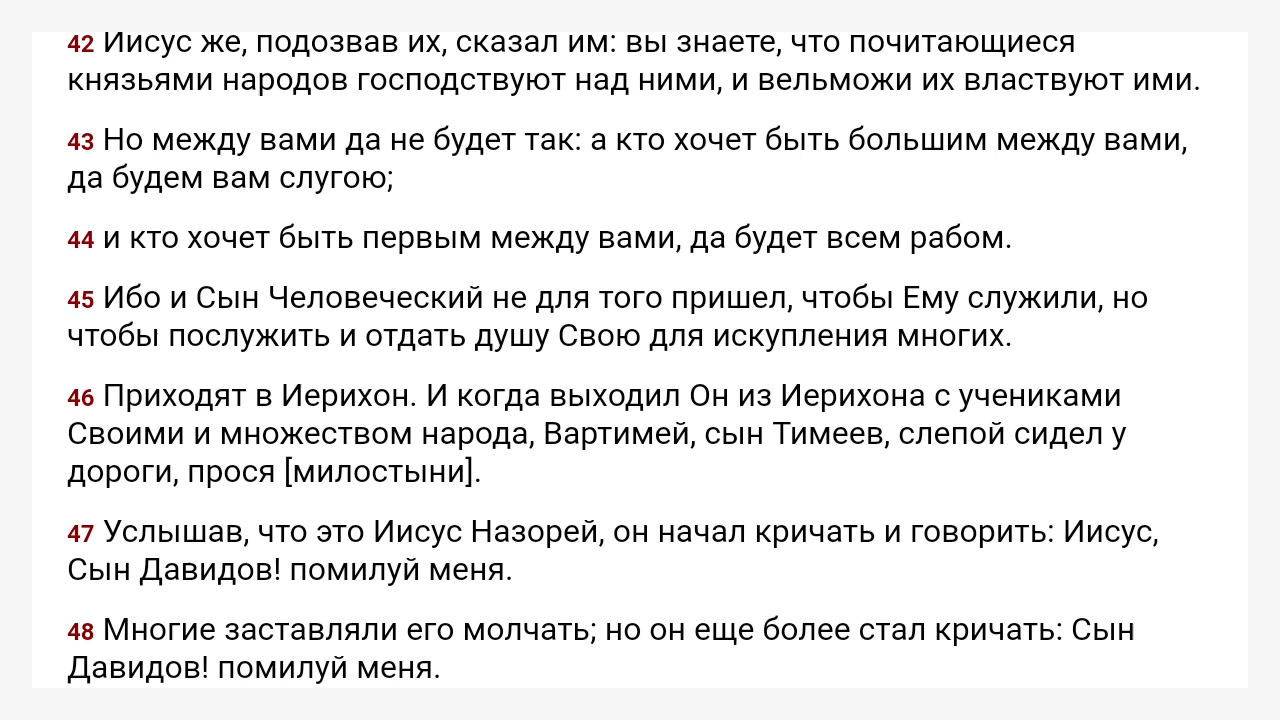 42 Иисус же, подозвав их, сказал им: вы знаете, что почитающиеся
князьями народов господствуют над ними, и вельможи их властвуют ими.
43 Но между вами да не будет так: а кто хочет быть большим между вами,
да будем вам слугою;
44 и кто хочет быть первым между вами, да будет всем рабом.
45 Ибо и Сын Человеческий не для того пришел, чтобы Ему служили, но
чтобы послужить и отдать душу Свою для искупления многих.
46 Приходят в Иерихон. И когда выходил Он из Иерихона с учениками
Своими и множеством народа, Вартимей, сын Тимеев, слепой сидел у
дороги, прося [милостыни].
47 Услышав, что это Иисус Назорей, он начал кричать и говорить: Иисус,
Сын Давидов! помилуй меня.
48 Многие заставляли его молчать; но он еще более стал кричать: Сын
Давидов! помилуй меня.